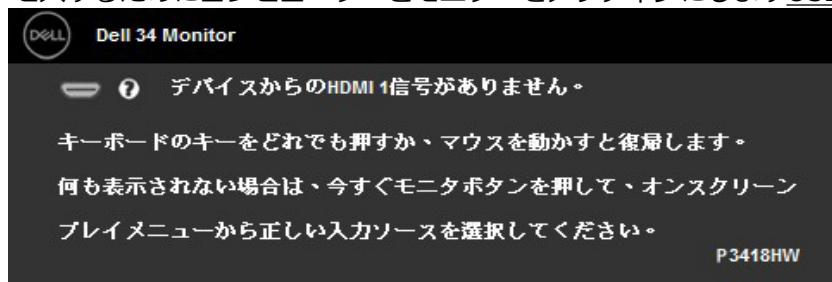 DELL Dell 34 Monitor
デバイスからのHDMI 1信号がありません。
キーボードのキーをどれでも押すか、マウスを動かすと復帰します。
何も表示されない場合は、今すぐモニタボタンを押して、オンスクリーン
プレイメニューから正しい入力ソースを選択してください。
P3418HW